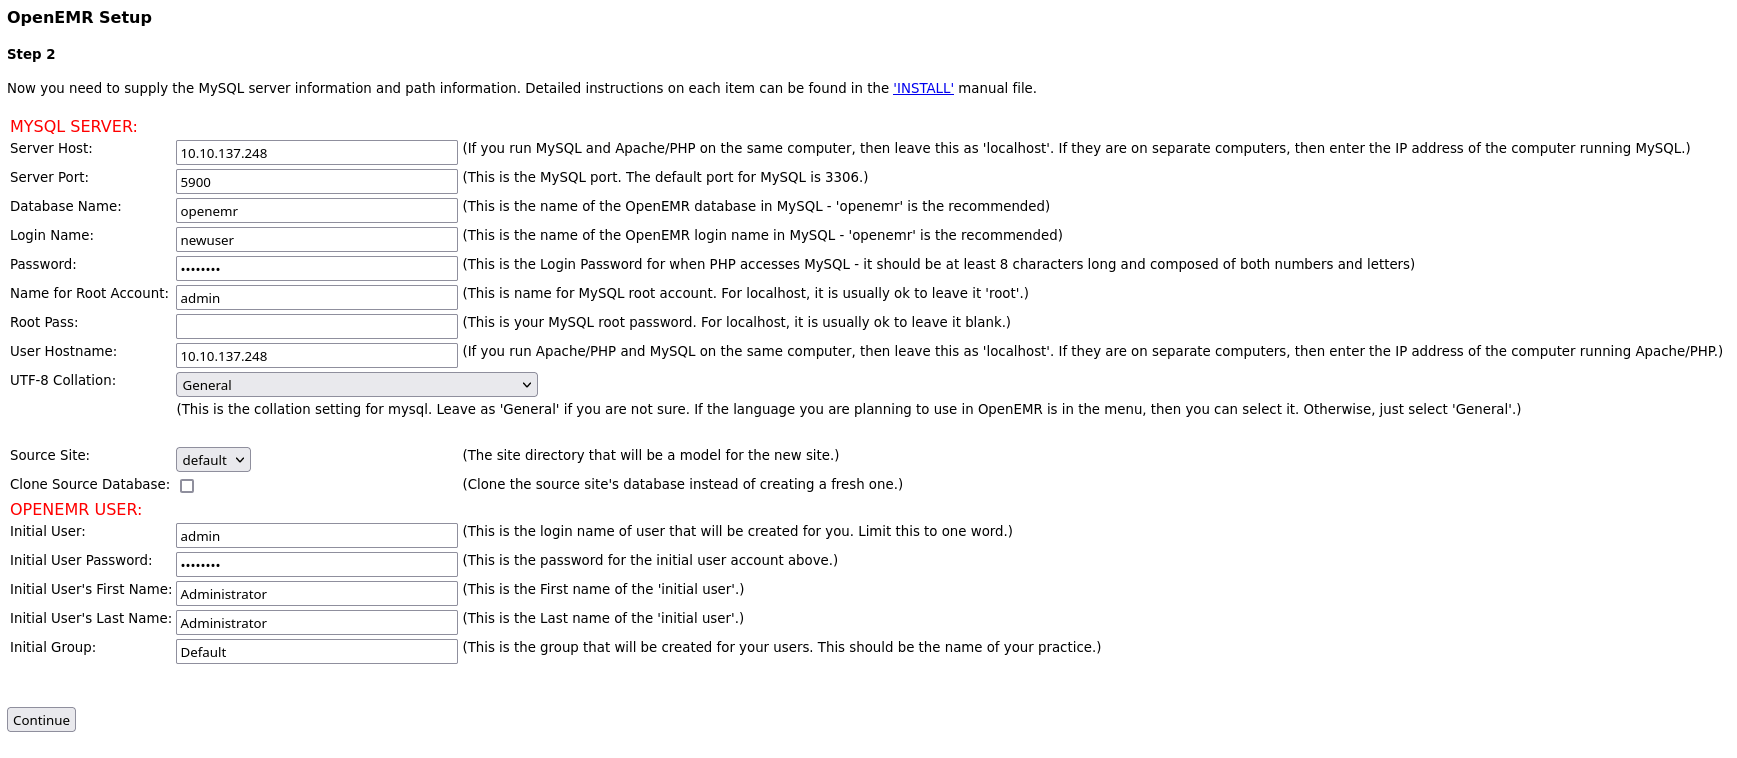 OpenEMR Setup
Step 2
Now you need to supply the MySQL server information and path information. Detailed instructions on each item can be found in the 'INSTALL' manual file.
MYSQL SERVER:
Server Host: 10.10.137.248 (If you run MySQL and Apache/PHP on the same computer, then leave this as 'localhost'. If they are on separate computers, then enter the IP address of the computer running MySQL.)
Server Port: 5900 (This is the MySQL port. The default port for MySQL is 3306.)
Database Name: openemr (This is the name of the OpenEMR database in MySQL - 'openemr' is the recommended)
Login Name: newuser (This is the name of the OpenEMR login name in MySQL - 'openemr' is the recommended)
Password: •••••••• (This is the Login Password for when PHP accesses MySQL - it should be at least 8 characters long and composed of both numbers and letters)
Name for Root Account: admin (This is name for MySQL root account. For localhost, it is usually ok to leave it 'root'.)
Root Pass: (This is your MySQL root password. For localhost, it is usually ok to leave it blank.)
User Hostname: 10.10.137.248 (If you run Apache/PHP and MySQL on the same computer, then leave this as 'localhost'. If they are on separate computers, then enter the IP address of the computer running Apache/PHP.)
UTF-8 Collation: General
(This is the collation setting for mysql. Leave as 'General' if you are not sure. If the language you are planning to use in OpenEMR is in the menu, then you can select it. Otherwise, just select 'General'.)
Source Site: default (The site directory that will be a model for the new site.)
Clone Source Database: (Clone the source site's database instead of creating a fresh one.)
OPENEMR USER:
Initial User: admin (This is the login name of user that will be created for you. Limit this to one word.)
Initial User Password: •••••••• (This is the password for the initial user account above.)
Initial User's First Name: Administrator (This is the First name of the 'initial user'.)
Initial User's Last Name: Administrator (This is the Last name of the 'initial user'.)
Initial Group: Default (This is the group that will be created for your users. This should be the name of your practice.)
Continue